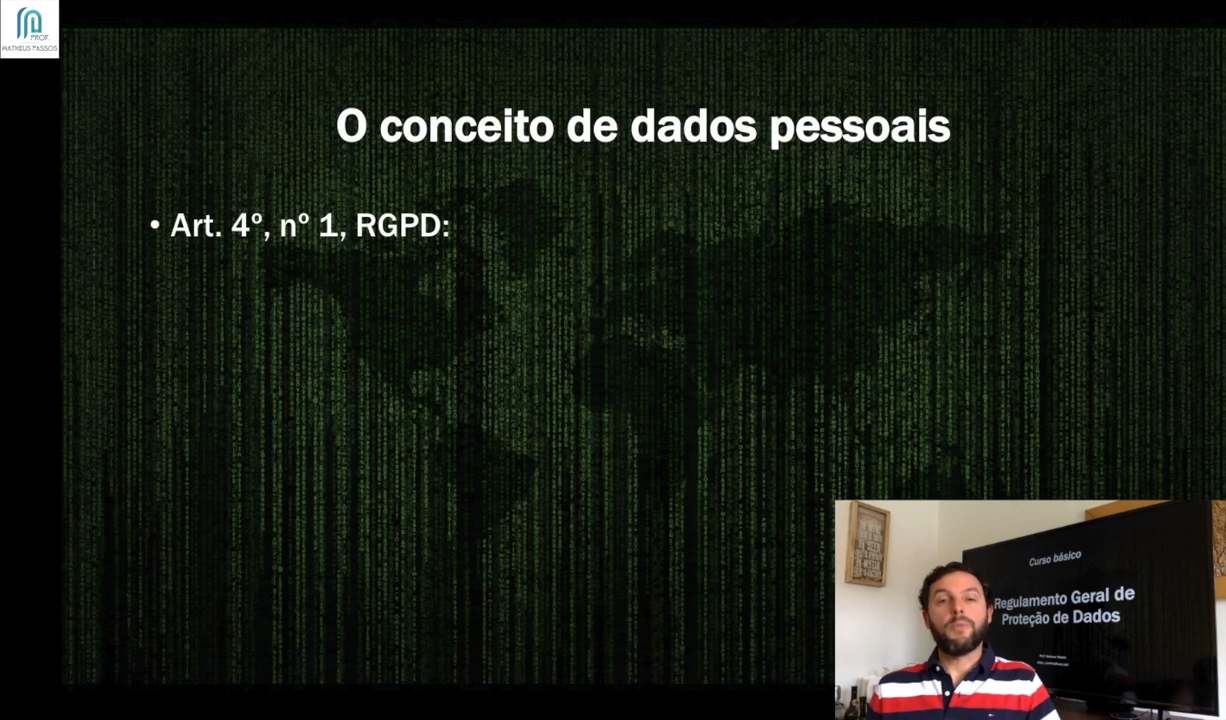 PROF.
MATHEUS PASSOS
O conceito de dados pessoais
• Art. 4º, nº 1, RGPD:
Curso básico
Regulamento Geral de
Proteção de Dados